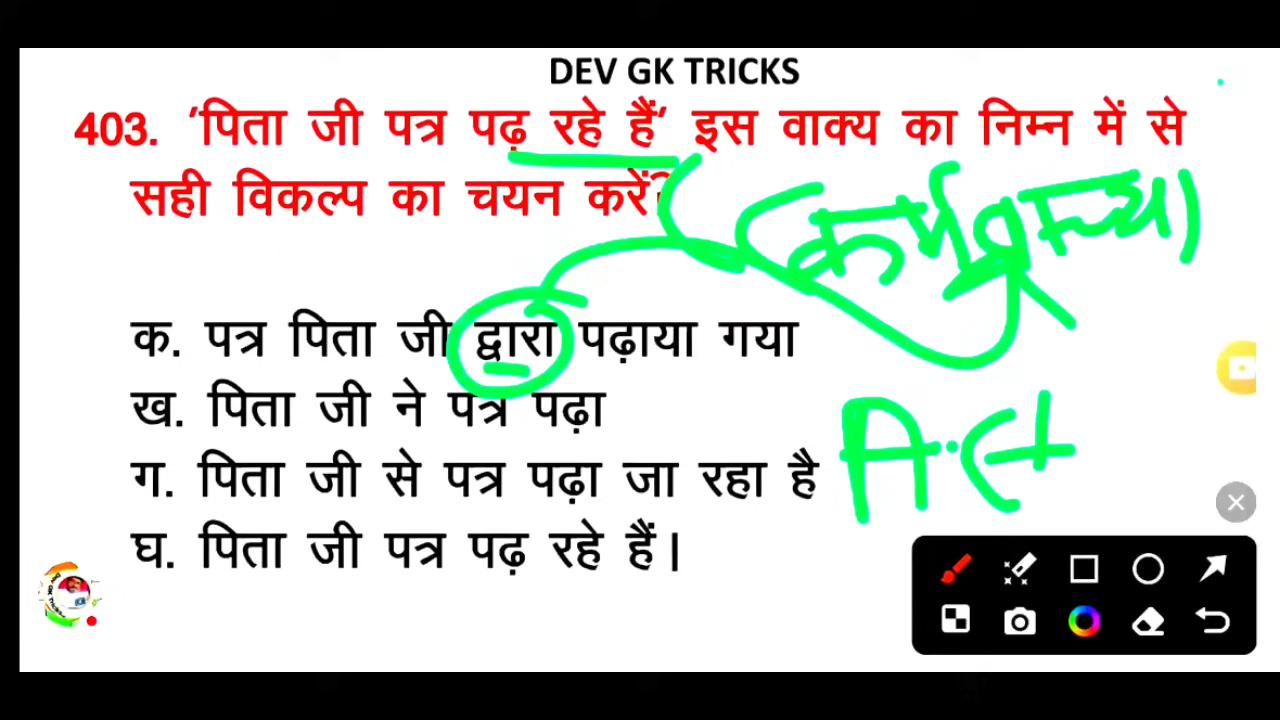 DEV GK TRICKS
403. ‘पिता जी पत्र पढ़ रहे हैं’ इस वाक्य का निम्न में से
सही विकल्प का चयन करें?
(कर्मवाच्य)
क. पत्र पिता जी द्वारा पढ़ाया गया
ख. पिता जी ने पत्र पढ़ा
ग. पिता जी से पत्र पढ़ा जा रहा है
घ. पिता जी पत्र पढ़ रहे हैं।